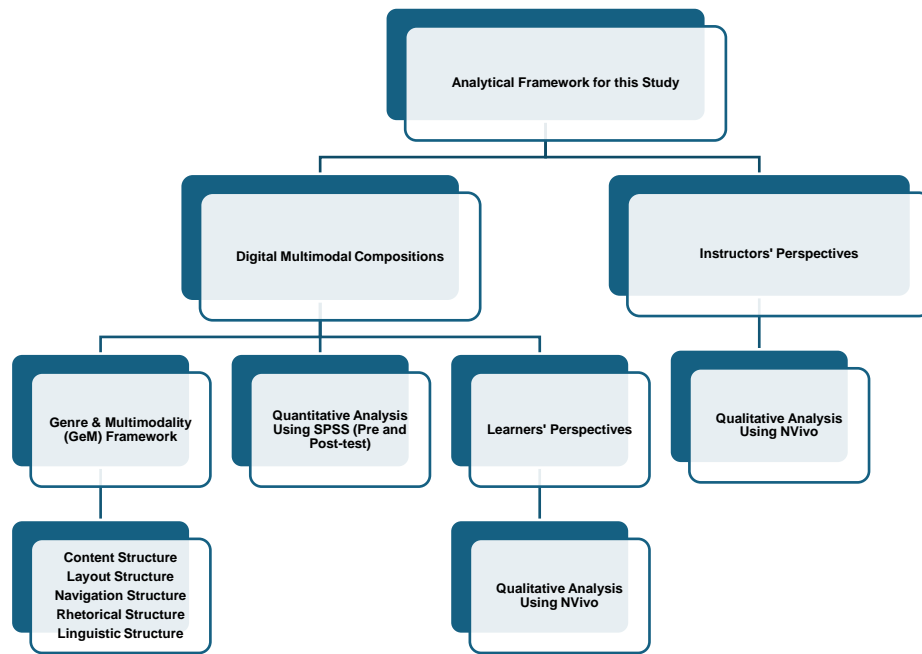 Analytical Framework for this Study
Digital Multimodal Compositions
Instructors' Perspectives
Genre & Multimodality
(GeM) Framework
Quantitative Analysis
Using SPSS (Pre and
Post-test)
Learners' Perspectives
Qualitative Analysis
Using NVivo
Content Structure
Layout Structure
Navigation Structure
Rhetorical Structure
Linguistic Structure
Qualitative Analysis
Using NVivo